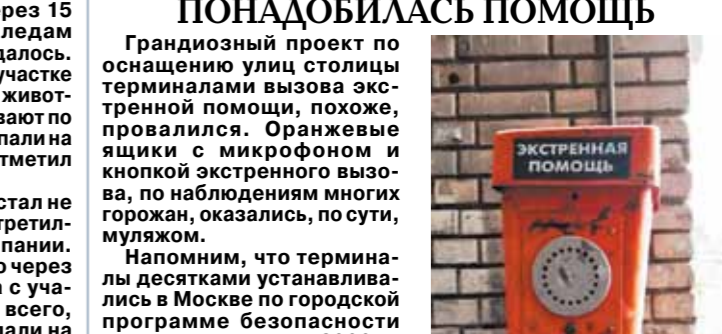 рез 15
ледам
далось.
участке
живот-
вают по
пали на
тметил
стал не
третил-
пании.
о через
а с уча-
всего,
пали на
ПОНАДОБИЛАСЬ ПОМОЩЬ
Грандиозный проект по
оснащению улиц столицы
терминалами вызова экс-
тренной помощи, похоже,
провалился. Оранжевые
ящики с микрофоном и
кнопкой экстренного вызо-
ва, по наблюдениям многих
горожан, оказались, по сути,
муляжом.
Напомним, что термина-
лы десятками устанавлива-
лись в Москве по городской
программе безопасности
ЭКСТРЕННАЯ
ПОМОЩЬ